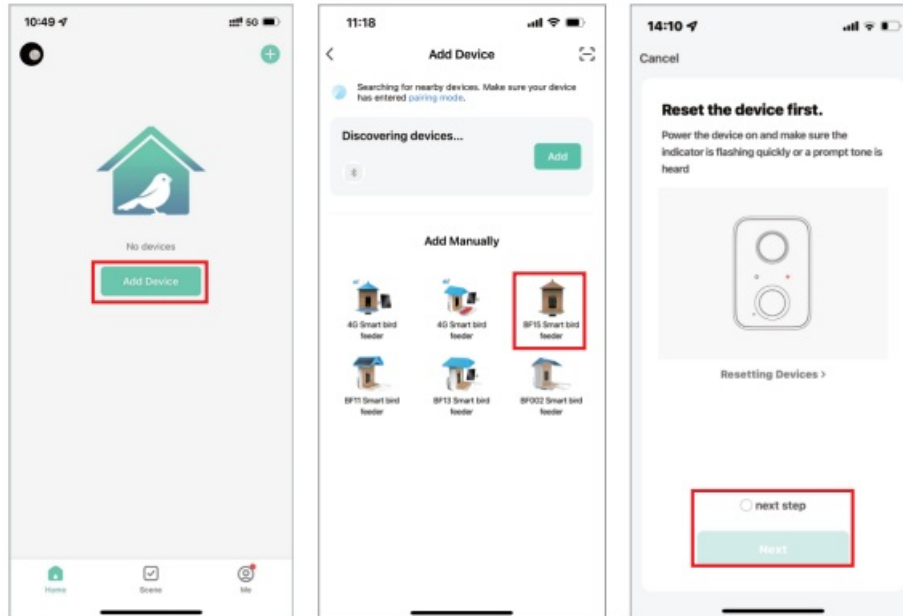 10:49
5G
No devices
Add Device
Home
Scene
Me
11:18
Add Device
Searching for nearby devices. Make sure your device
has entered pairing mode.
Discovering devices...
Add
Add Manually
4G Smart bird
feeder
4G Smart bird
feeder
BF15 Smart bird
feeder
BF11 Smart bird
feeder
BF13 Smart bird
feeder
BF002 Smart bird
feeder
14:10
Cancel
Reset the device first.
Power the device on and make sure the
indicator is flashing quickly or a prompt tone is
heard
Resetting Devices >
next step
Next